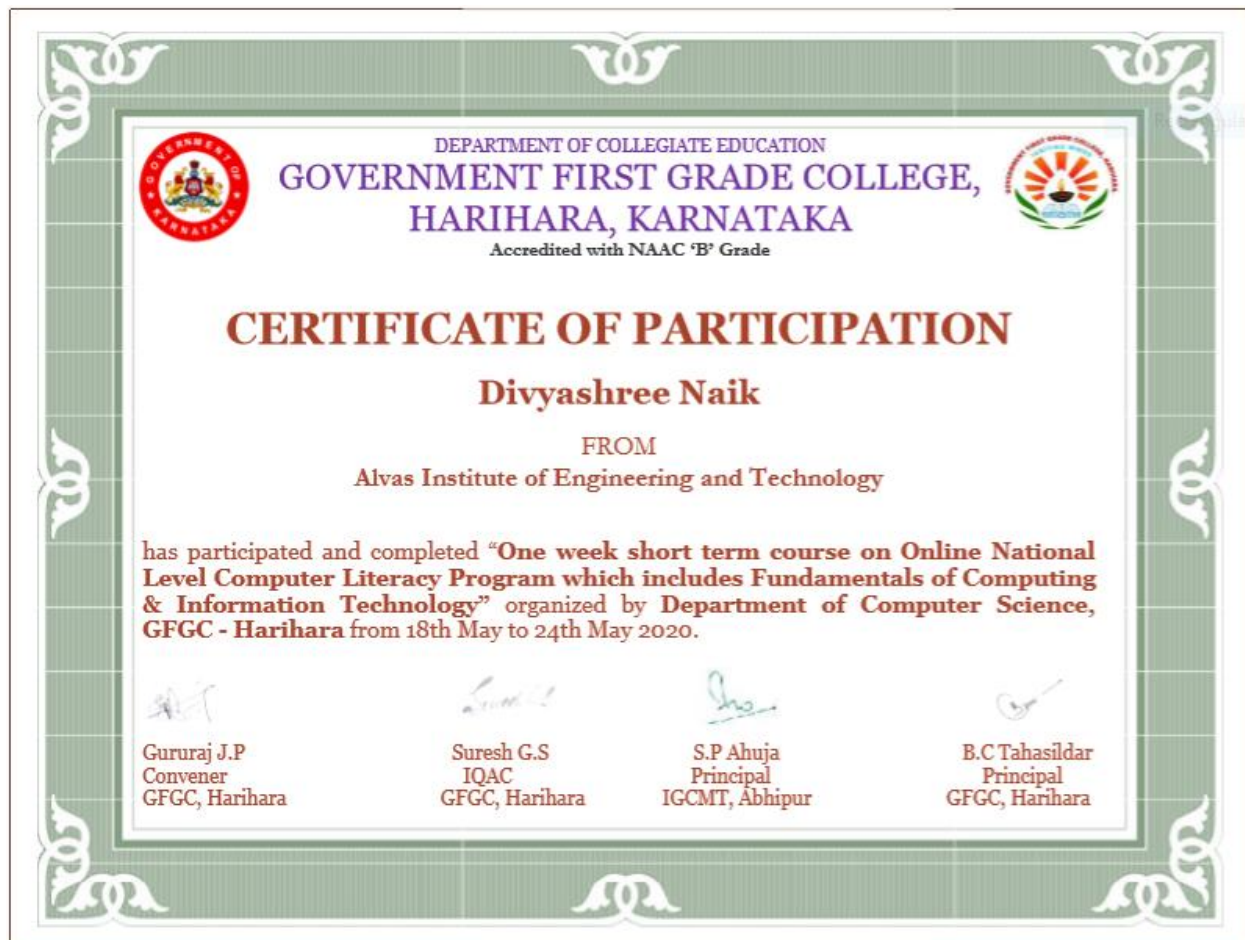 GOVERNMENT OF
KARNATAKA
DEPARTMENT OF COLLEGIATE EDUCATION
GOVERNMENT FIRST GRADE COLLEGE,
HARIHARA, KARNATAKA
Accredited with NAAC ‘B’ Grade
CERTIFICATE OF PARTICIPATION
Divyashree Naik
FROM
Alvas Institute of Engineering and Technology
has participated and completed “One week short term course on Online National
Level Computer Literacy Program which includes Fundamentals of Computing
& Information Technology” organized by Department of Computer Science,
GFGC - Harihara from 18th May to 24th May 2020.
Gururaj J.P
Convener
GFGC, Harihara
Suresh G.S
IQAC
GFGC, Harihara
S.P Ahuja
Principal
IGCMT, Abhipur
B.C Tahasildar
Principal
GFGC, Harihara